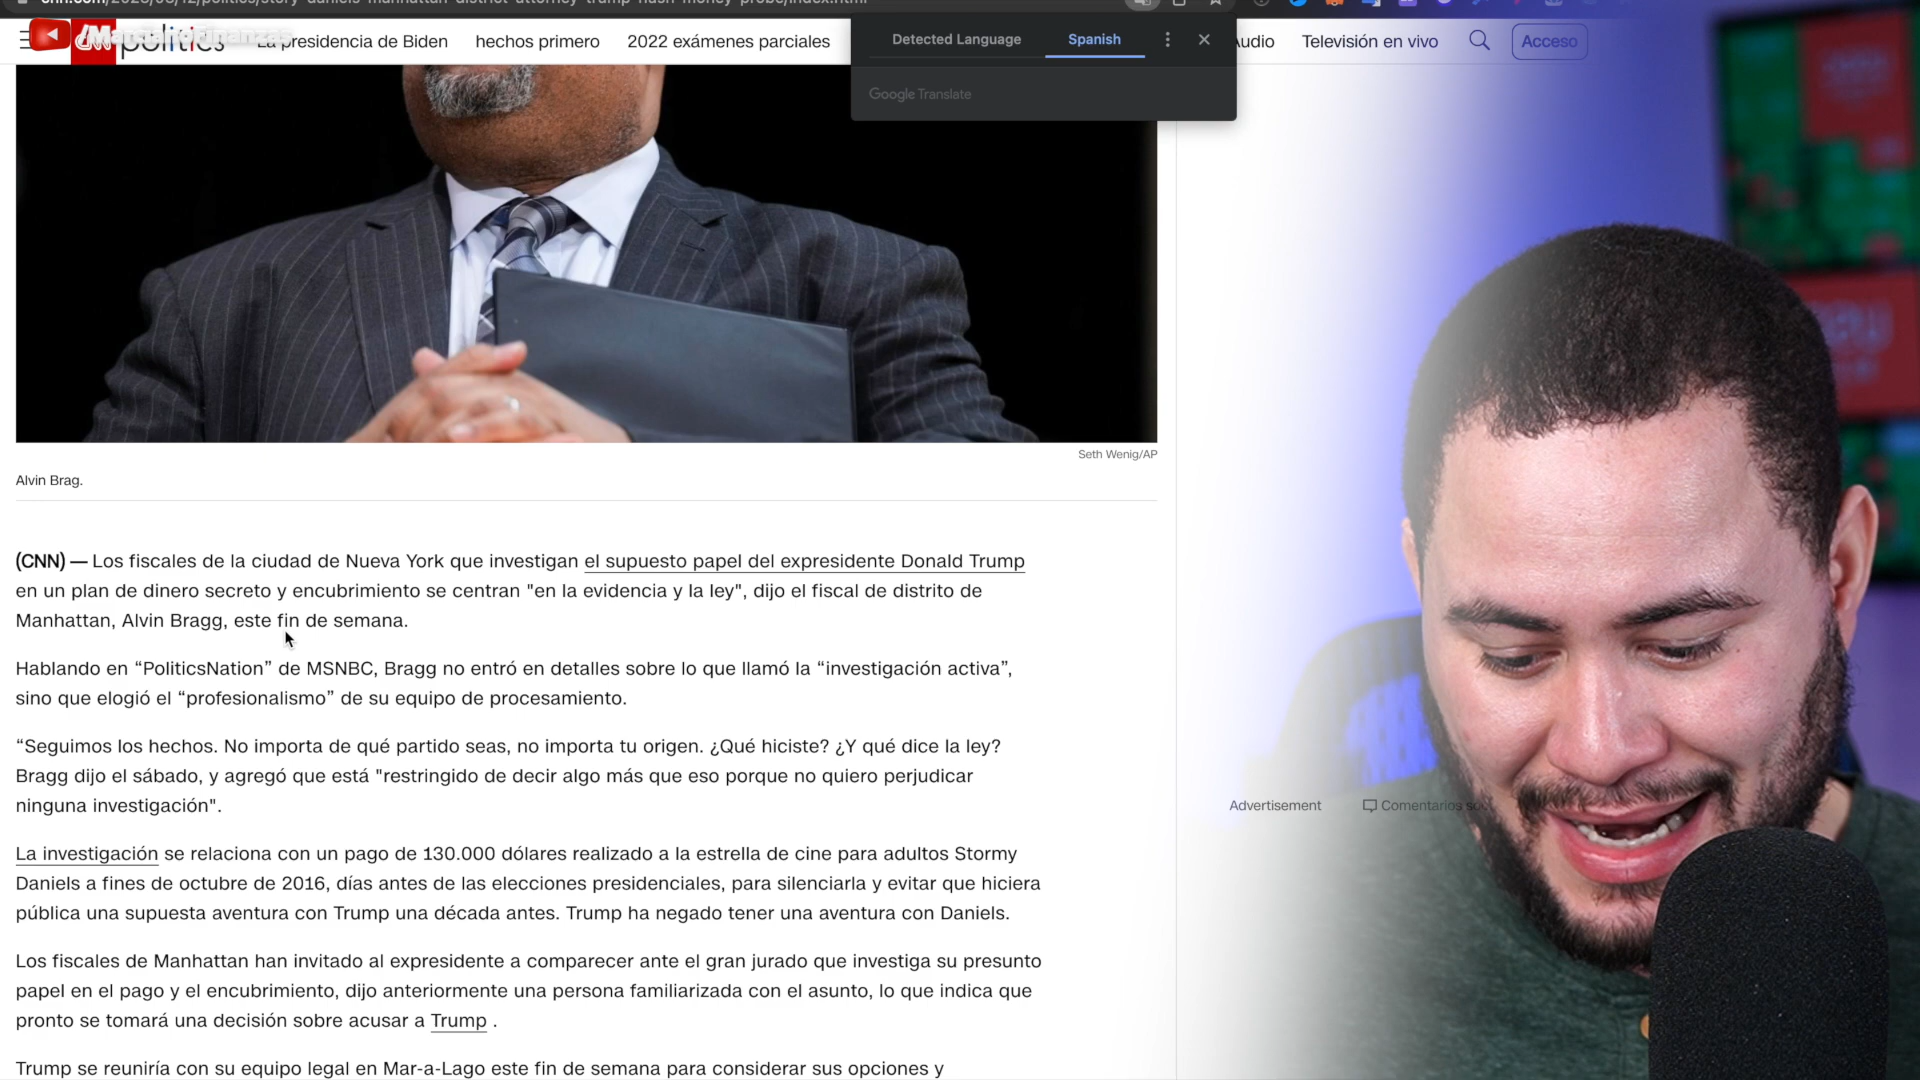 politics
La presidencia de Biden
hechos primero
2022 exámenes parciales
Detected Language
Spanish
Audio
Televisión en vivo
Acceso
Google Translate
Seth Wenig/AP
Alvin Brag.
(CNN) — Los fiscales de la ciudad de Nueva York que investigan el supuesto papel del expresidente Donald Trump
en un plan de dinero secreto y encubrimiento se centran "en la evidencia y la ley", dijo el fiscal de distrito de
Manhattan, Alvin Bragg, este fin de semana.
Hablando en “PoliticsNation” de MSNBC, Bragg no entró en detalles sobre lo que llamó la “investigación activa”,
sino que elogió el “profesionalismo” de su equipo de procesamiento.
“Seguimos los hechos. No importa de qué partido seas, no importa tu origen. ¿Qué hiciste? ¿Y qué dice la ley?
Bragg dijo el sábado, y agregó que está "restringido de decir algo más que eso porque no quiero perjudicar
ninguna investigación".
Advertisement
Comentarios
La investigación se relaciona con un pago de 130.000 dólares realizado a la estrella de cine para adultos Stormy
Daniels a fines de octubre de 2016, días antes de las elecciones presidenciales, para silenciarla y evitar que hiciera
pública una supuesta aventura con Trump una década antes. Trump ha negado tener una aventura con Daniels.
Los fiscales de Manhattan han invitado al expresidente a comparecer ante el gran jurado que investiga su presunto
papel en el pago y el encubrimiento, dijo anteriormente una persona familiarizada con el asunto, lo que indica que
pronto se tomará una decisión sobre acusar a Trump .
Trump se reuniría con su equipo legal en Mar-a-Lago este fin de semana para considerar sus opciones y